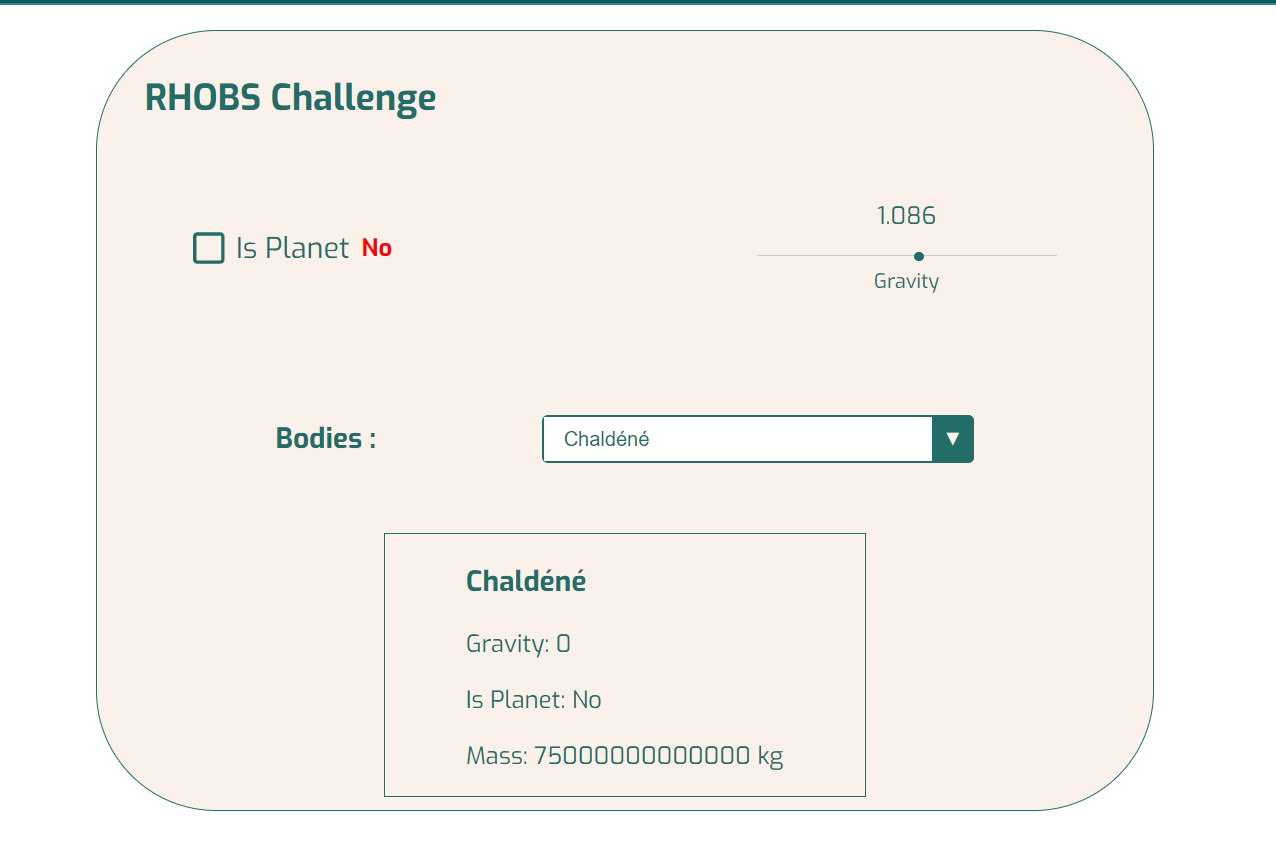 RHOBS Challenge
1.086
Is Planet No
Gravity
Bodies :
Chaldéné
Chaldéné
Gravity: 0
Is Planet: No
Mass: 75000000000000 kg